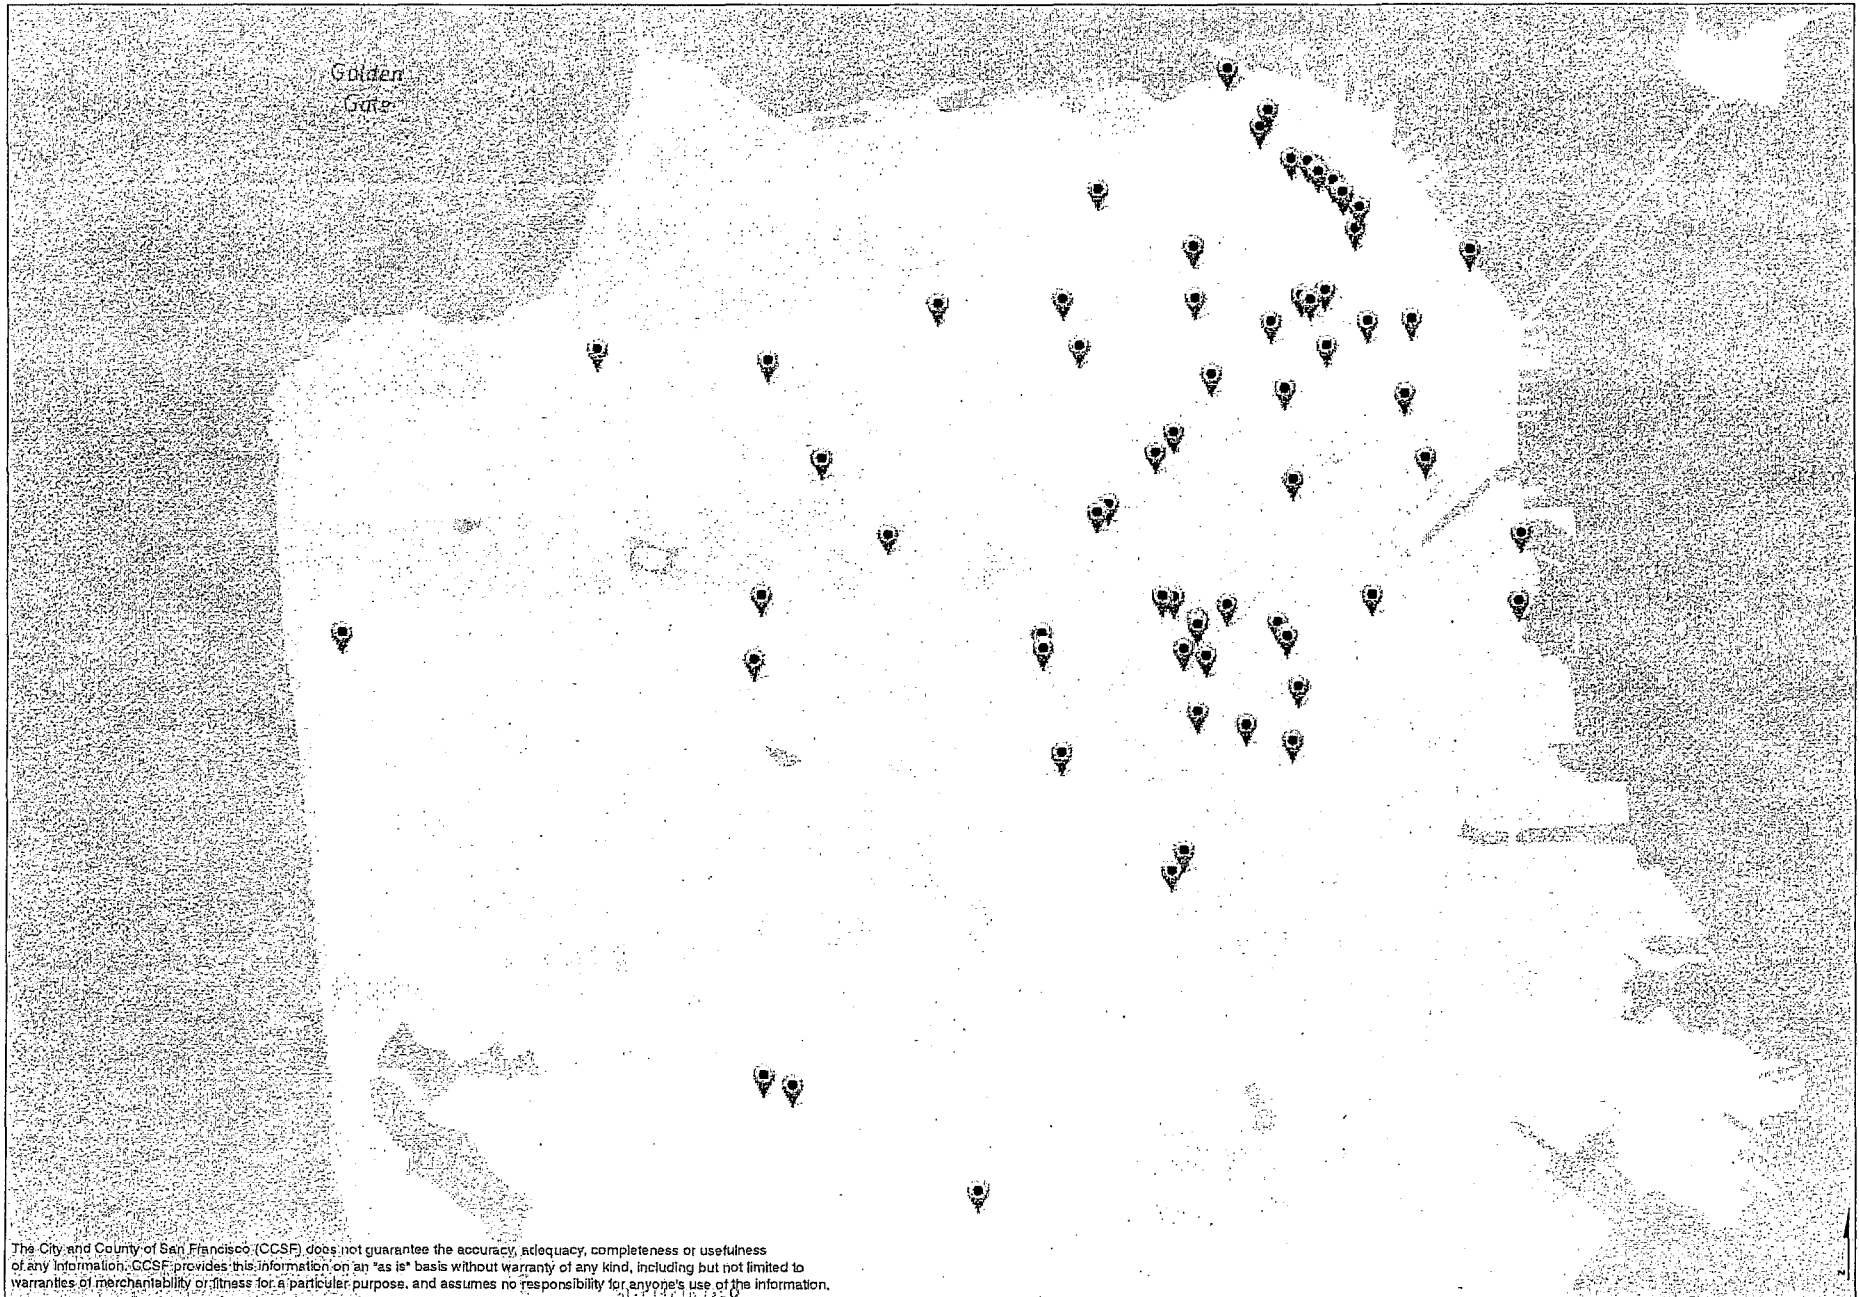 Golden
Gate
The City and County of San Francisco (CCSF) does not guarantee the accuracy, adequacy, completeness or usefulness
of any information. CCSF provides this information on an "as is" basis without warranty of any kind, including but not limited to
warranties of merchantability or fitness for a particular purpose, and assumes no responsibility for anyone's use of the information.
N